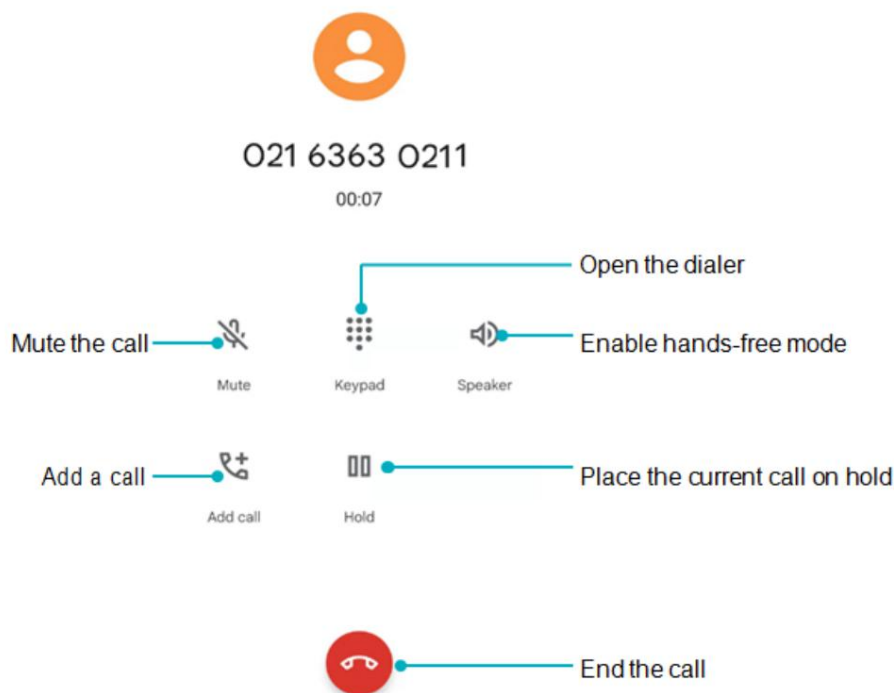 021 6363 0211
00:07
Open the dialer
Mute the call
Enable hands-free mode
Mute
Keypad
Speaker
Add a call
Place the current call on hold
Add call
Hold
End the call